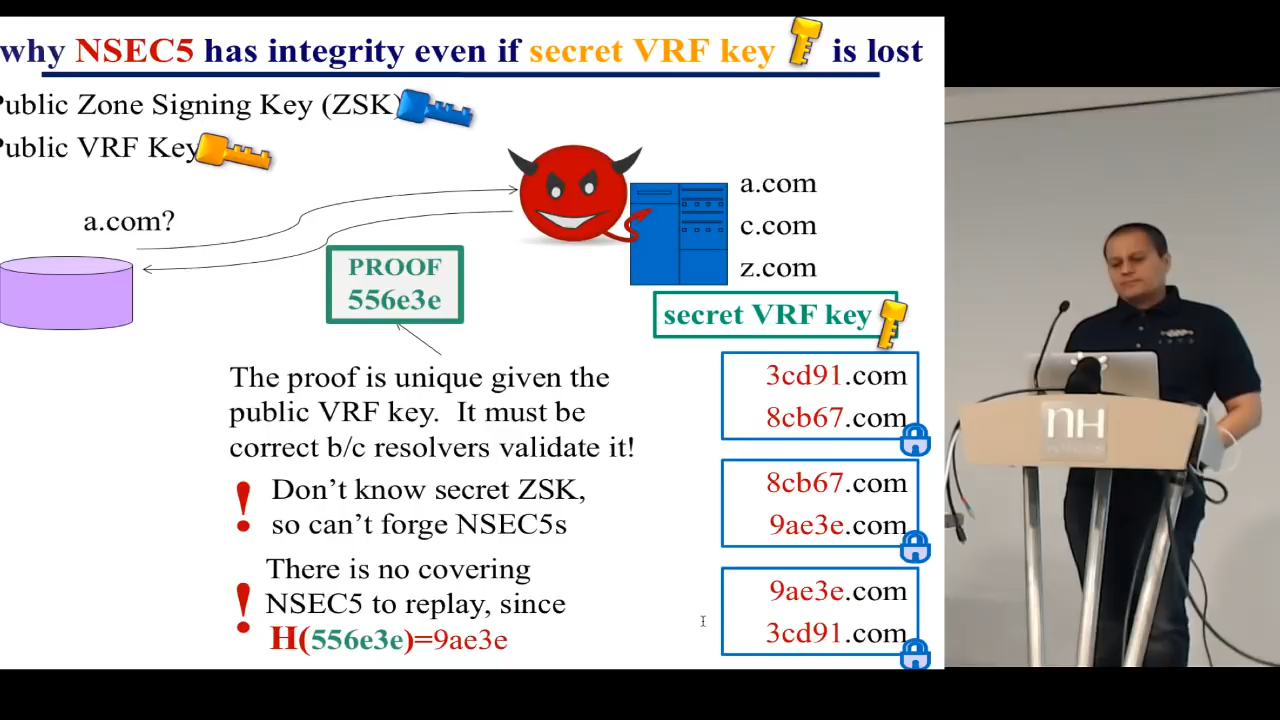 why NSEC5 has integrity even if secret VRF key is lost
Public Zone Signing Key (ZSK)
Public VRF Key
a.com?
a.com
c.com
z.com
PROOF
556e3e
secret VRF key
The proof is unique given the
public VRF key. It must be
correct b/c resolvers validate it!
! Don't know secret ZSK,
so can't forge NSEC5s
! There is no covering
NSEC5 to replay, since
H(556e3e)=9ae3e
3cd91.com
8cb67.com
8cb67.com
9ae3e.com
9ae3e.com
3cd91.com
NH